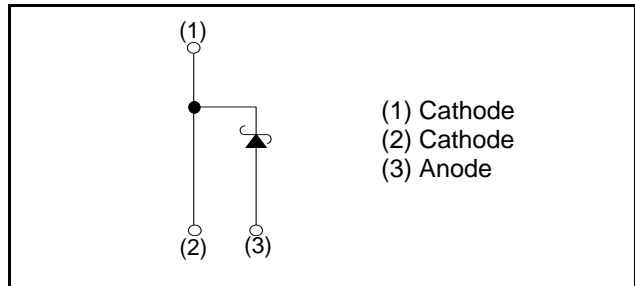 (1)
(1) Cathode
(2) Cathode
(3) Anode
(2) (3)